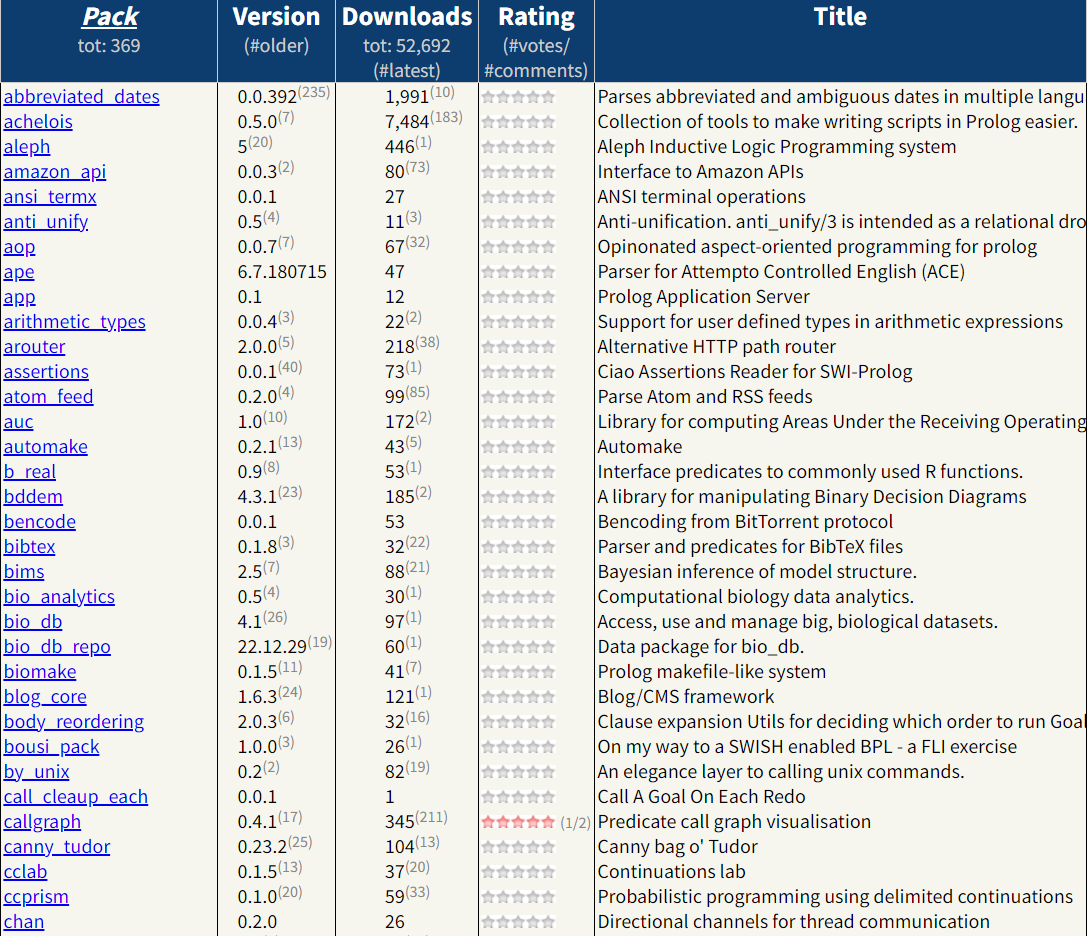 Pack Version Downloads Rating Title
tot: 369 (#older) tot: 52,692 (#votes/
(#latest) #comments)
abbreviated_dates 0.0.392(235) 1,991(10) Parses abbreviated and ambiguous dates in multiple langu
achelois 0.5.0(7) 7,484(183) Collection of tools to make writing scripts in Prolog easier.
aleph 5(20) 446(1) Aleph Inductive Logic Programming system
amazon_api 0.0.3(2) 80(73) Interface to Amazon APIs
ansi_termx 0.0.1 27 ANSI terminal operations
anti_unify 0.5(4) 11(3) Anti-unification. anti_unify/3 is intended as a relational dro
aop 0.0.7(7) 67(32) Opinonated aspect-oriented programming for prolog
ape 6.7.180715 47 Parser for Attempto Controlled English (ACE)
app 0.1 12 Prolog Application Server
arithmetic_types 0.0.4(3) 22(2) Support for user defined types in arithmetic expressions
arouter 2.0.0(5) 218(38) Alternative HTTP path router
assertions 0.0.1(40) 73(1) Ciao Assertions Reader for SWI-Prolog
atom_feed 0.2.0(4) 99(85) Parse Atom and RSS feeds
auc 1.0(10) 172(2) Library for computing Areas Under the Receiving Operating
automake 0.2.1(13) 43(5) Automake
b_real 0.9(8) 53(1) Interface predicates to commonly used R functions.
bddem 4.3.1(23) 185(2) A library for manipulating Binary Decision Diagrams
bencode 0.0.1 53 Bencoding from BitTorrent protocol
bibtex 0.1.8(3) 32(22) Parser and predicates for BibTeX files
bims 2.5(7) 88(21) Bayesian inference of model structure.
bio_analytics 0.5(4) 30(1) Computational biology data analytics.
bio_db 4.1(26) 97(1) Access, use and manage big, biological datasets.
bio_db_repo 22.12.29(19) 60(1) Data package for bio_db.
biomake 0.1.5(11) 41(7) Prolog makefile-like system
blog_core 1.6.3(24) 121(1) Blog/CMS framework
body_reordering 2.0.3(6) 32(16) Clause expansion Utils for deciding which order to run Goal
bousi_pack 1.0.0(3) 26(1) On my way to a SWISH enabled BPL - a FLI exercise
by_unix 0.2(2) 82(19) An elegance layer to calling unix commands.
call_cleaup_each 0.0.1 1 Call A Goal On Each Redo
callgraph 0.4.1(17) 345(211) (1/2) Predicate call graph visualisation
canny_tudor 0.23.2(25) 104(13) Canny bag o' Tudor
cclab 0.1.5(13) 37(20) Continuations lab
ccprism 0.1.0(20) 59(33) Probabilistic programming using delimited continuations
chan 0.2.0 26 Directional channels for thread communication